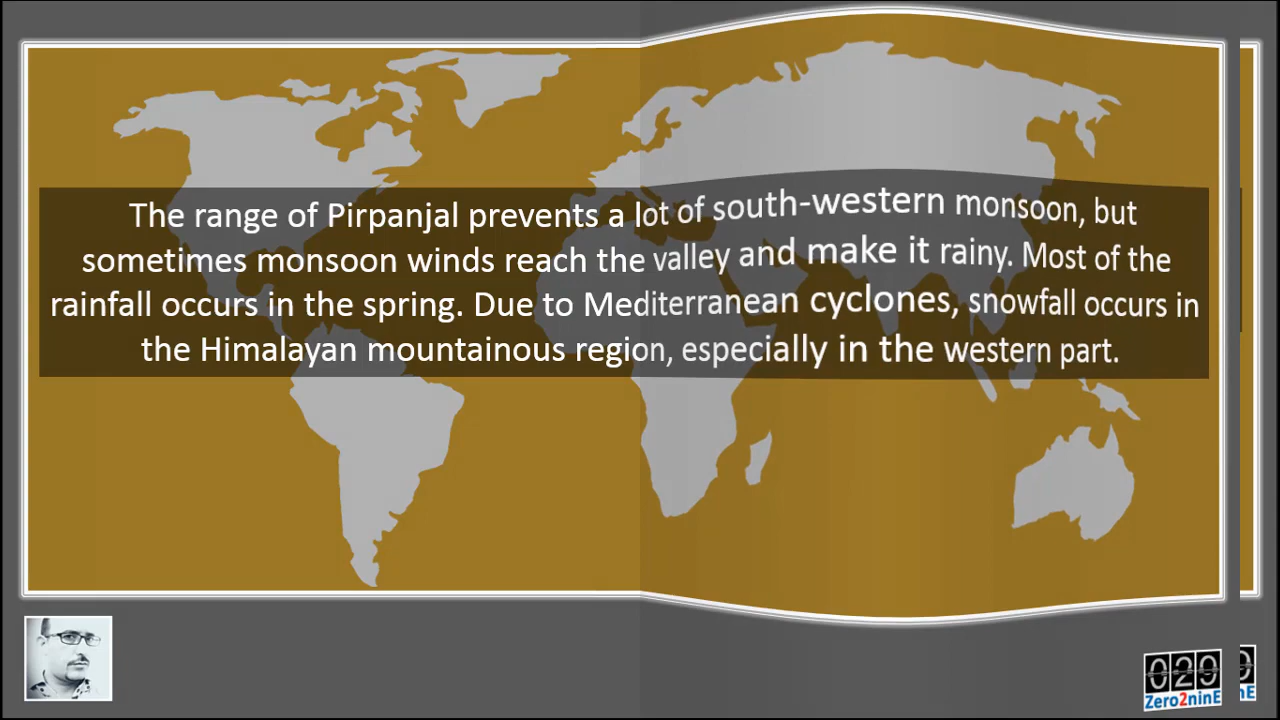 The range of Pirpanjal prevents a lot of south-western monsoon, but
sometimes monsoon winds reach the valley and make it rainy. Most of the
rainfall occurs in the spring. Due to Mediterranean cyclones, snowfall occurs in
the Himalayan mountainous region, especially in the western part.
029
Zero2ninE